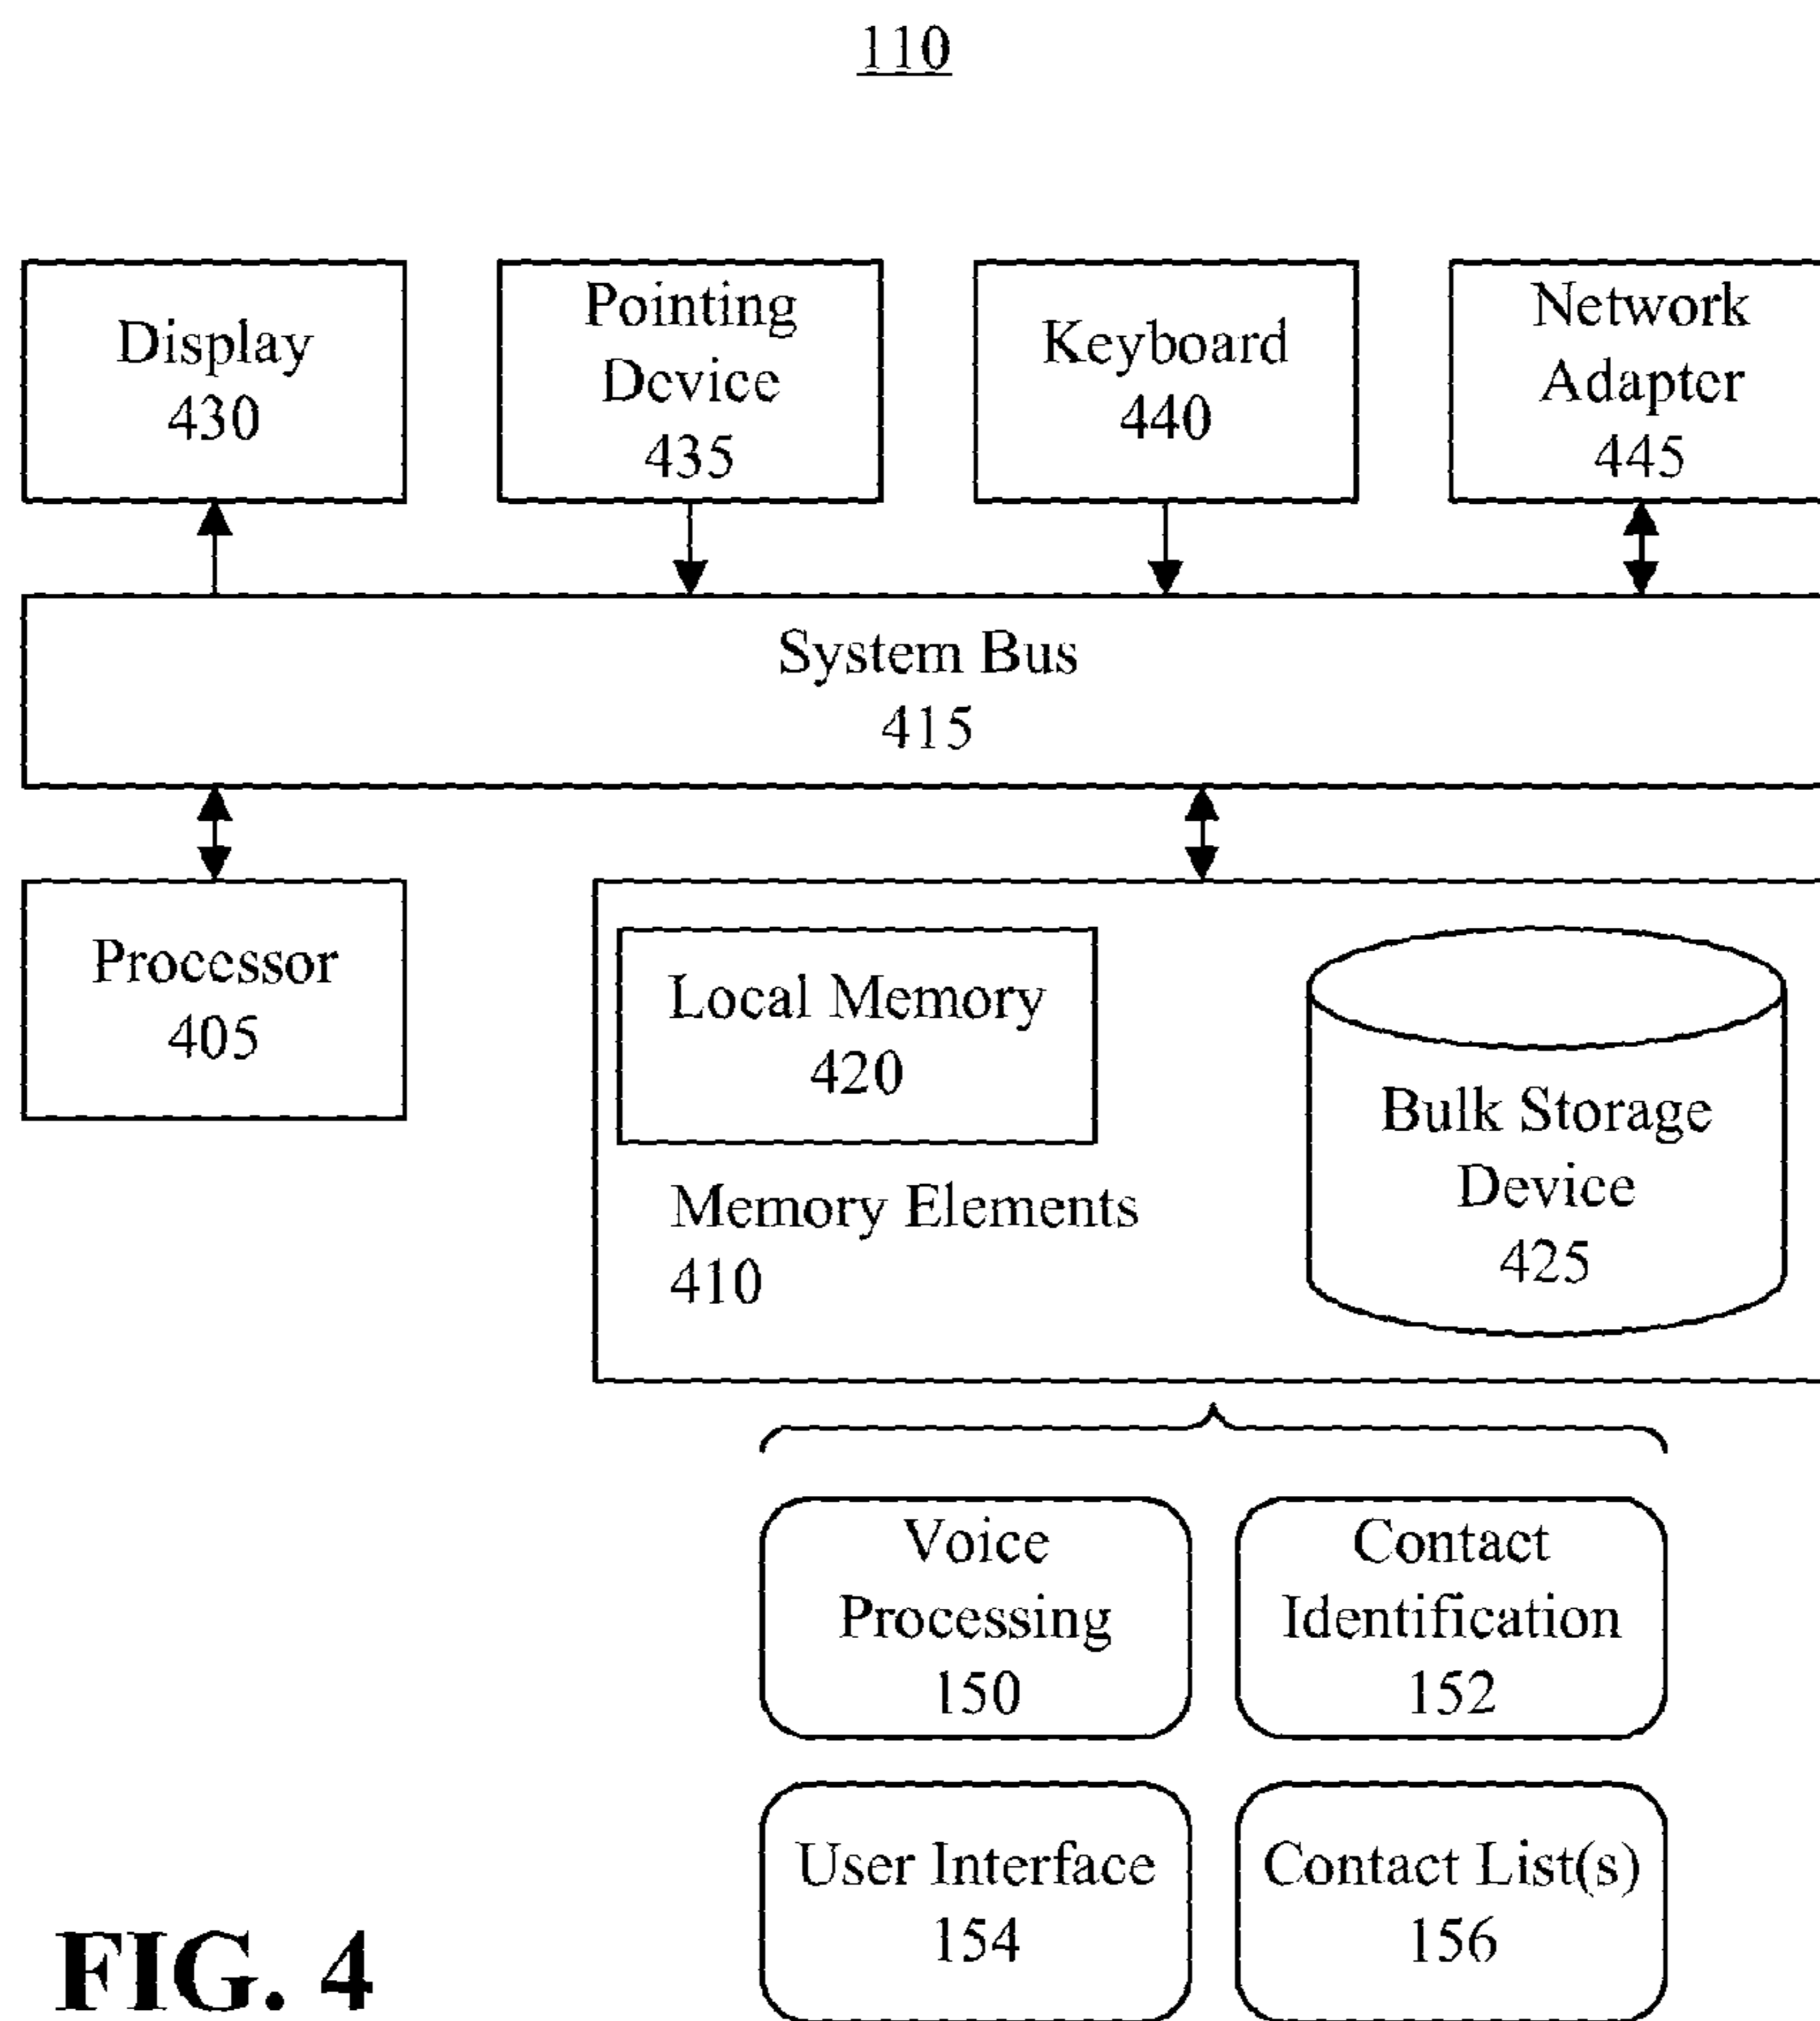 110
Display
430
Pointing
Device
435
Keyboard
440
Network
Adapter
445
System Bus
415
Processor
405
Local Memory
420
Memory Elements
410
Bulk Storage
Device
425
Voice
Processing
150
Contact
Identification
152
User Interface
154
Contact List(s)
156
FIG. 4